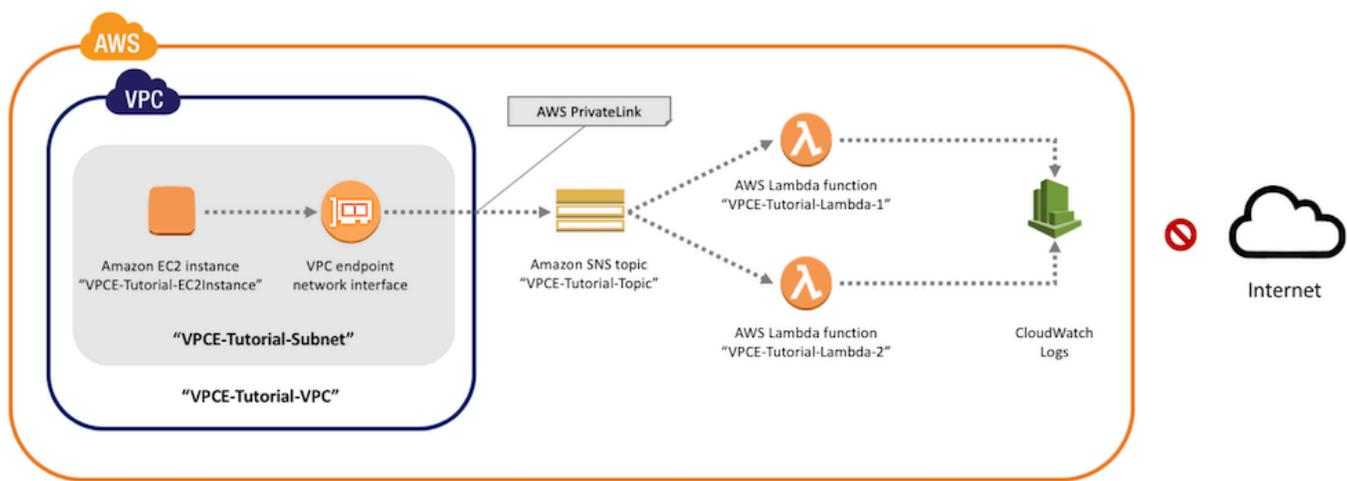 AWS
VPC
AWS PrivateLink
Amazon EC2 instance
“VPCE-Tutorial-EC2Instance”
VPC endpoint
network interface
“VPCE-Tutorial-Subnet”
“VPCE-Tutorial-VPC”
Amazon SNS topic
“VPCE-Tutorial-Topic”
λ
AWS Lambda function
“VPCE-Tutorial-Lambda-1”
λ
AWS Lambda function
“VPCE-Tutorial-Lambda-2”
CloudWatch
Logs
Internet